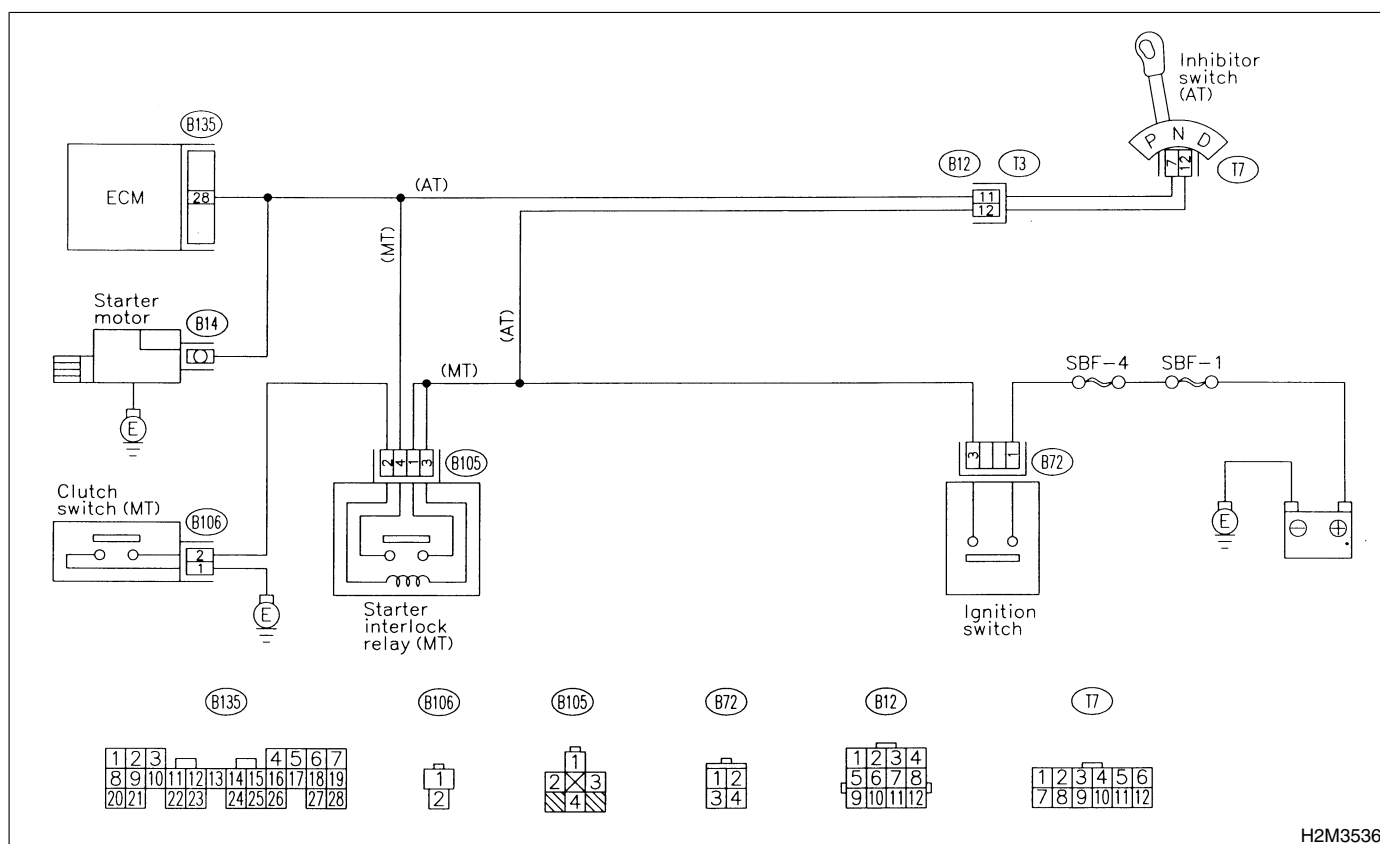 Inhibitor
switch
(AT)
P N D
7 12
T7
B135
ECM
28
(AT)
B12 T3
11
12
(MT)
(AT)
Starter
motor
B14
E
(MT)
SBF-4 SBF-1
2 4 1 3
B105
3 1
B72
Clutch
switch (MT)
B106
2
1
E
Starter
interlock
relay (MT)
Ignition
switch
E
B135 B106 B105 B72 B12 T7
1 2 3 4 5 6 7
8 9 10 11 12 13 14 15 16 17 18 19
20 21 22 23 24 25 26 27 28
1
2
1
2 3
4
1 2
3 4
1 2 3 4
5 6 7 8
9 10 11 12
1 2 3 4 5 6
7 8 9 10 11 12
H2M3536